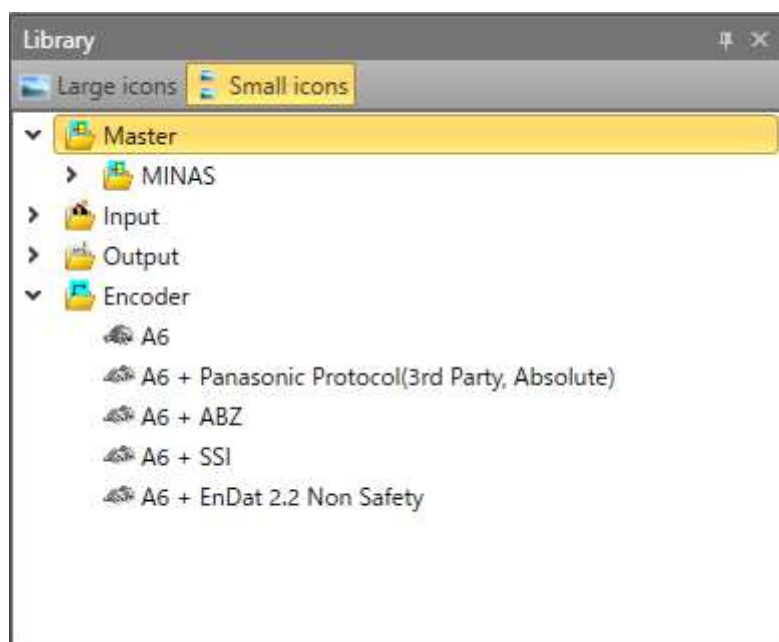 Library
Large icons Small icons
Master
MINAS
Input
Output
Encoder
A6
A6 + Panasonic Protocol(3rd Party, Absolute)
A6 + ABZ
A6 + SSI
A6 + EnDat 2.2 Non Safety